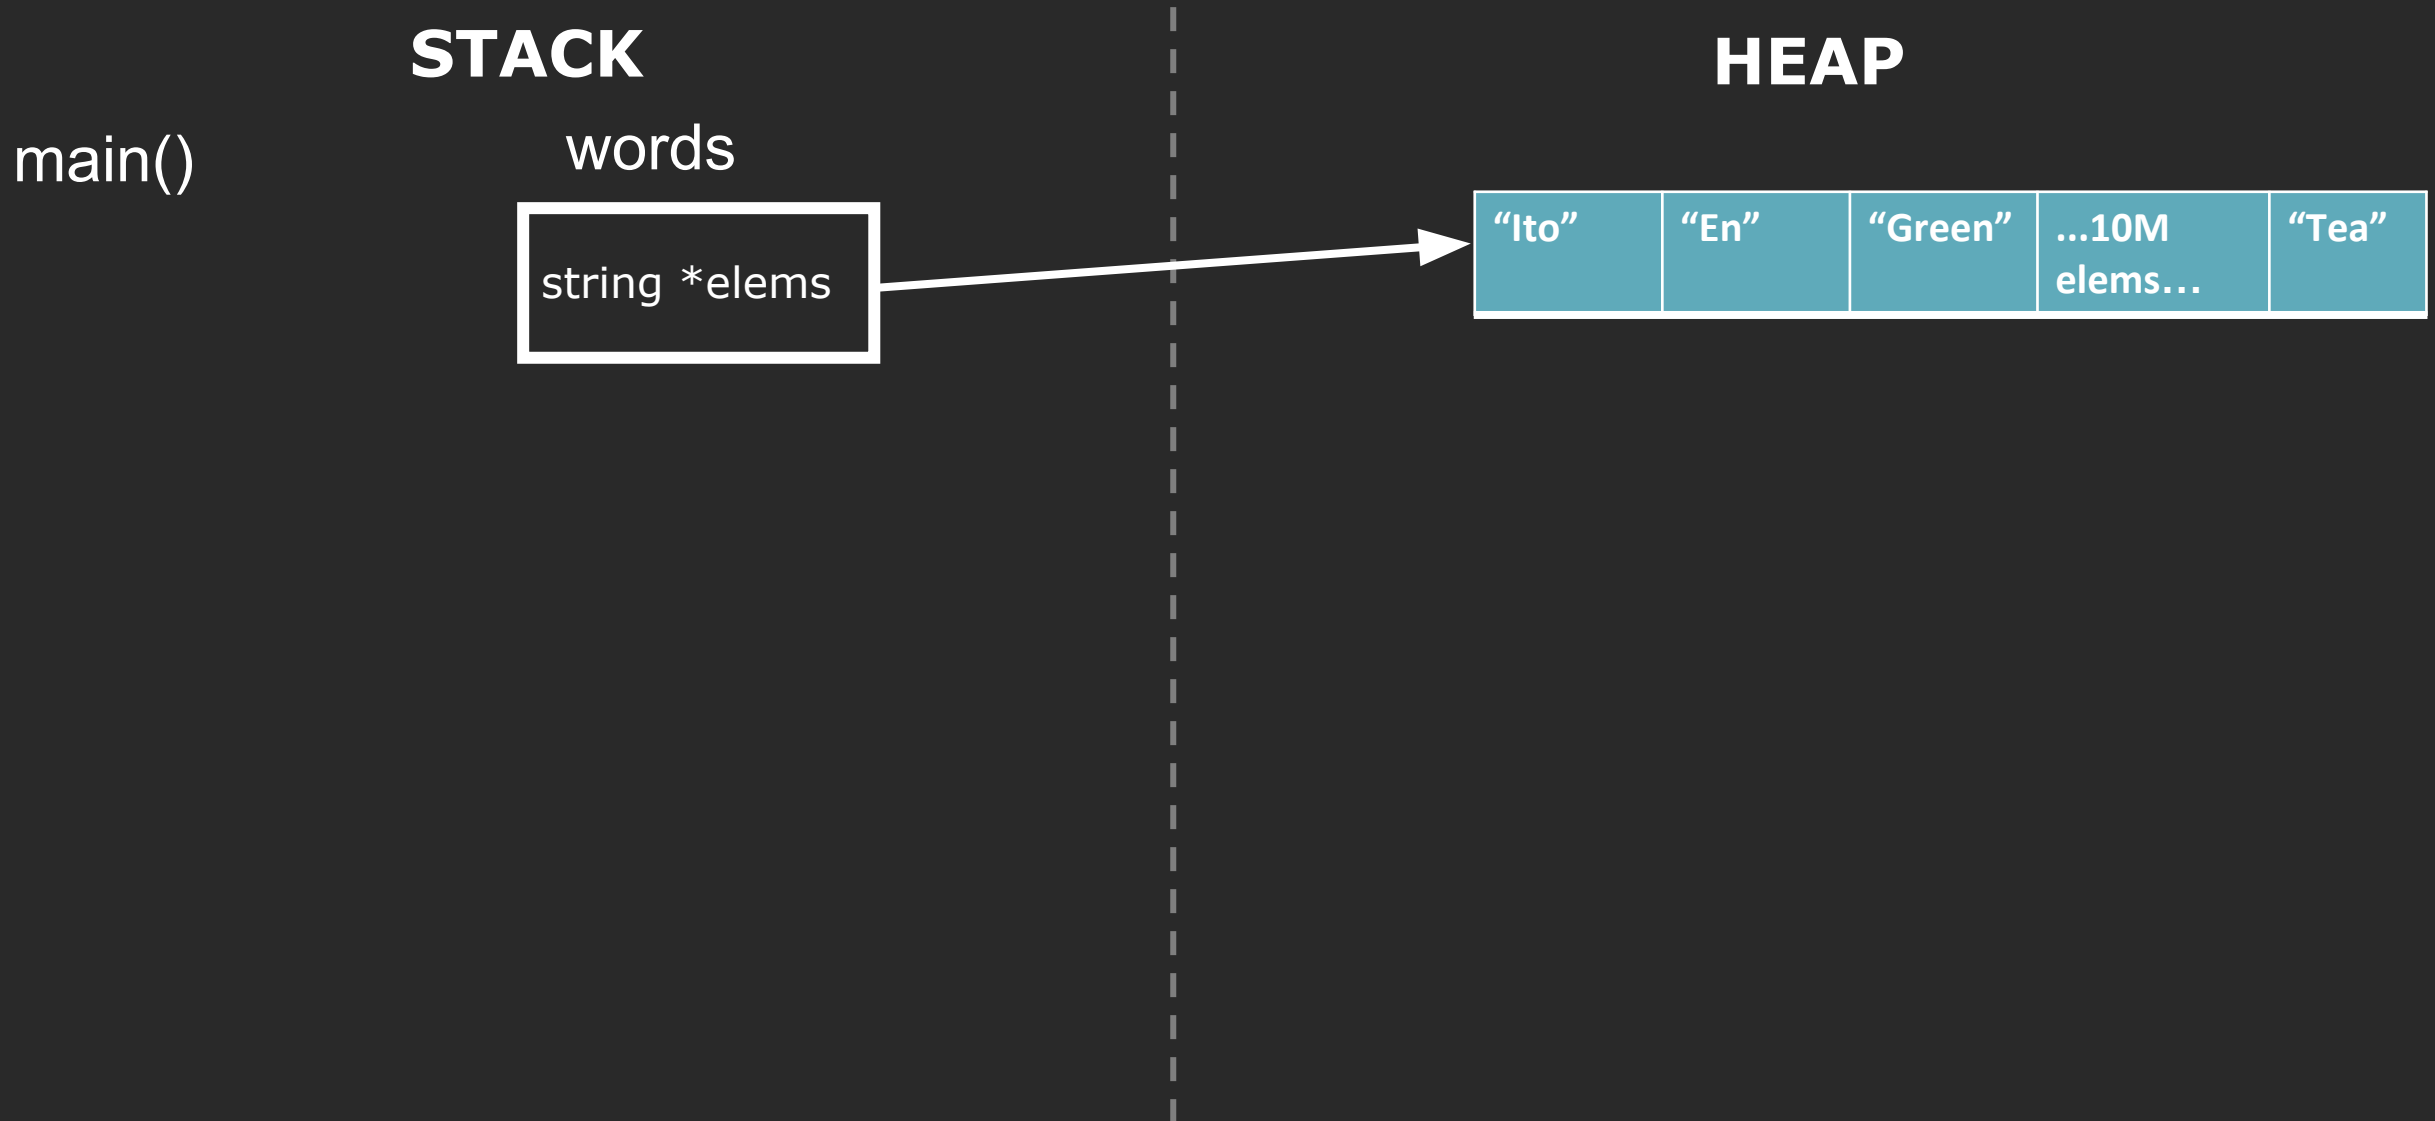 STACK
HEAP
main()
words
string *elems
“Ito”
“En”
“Green”
...10M
elems...
“Tea”